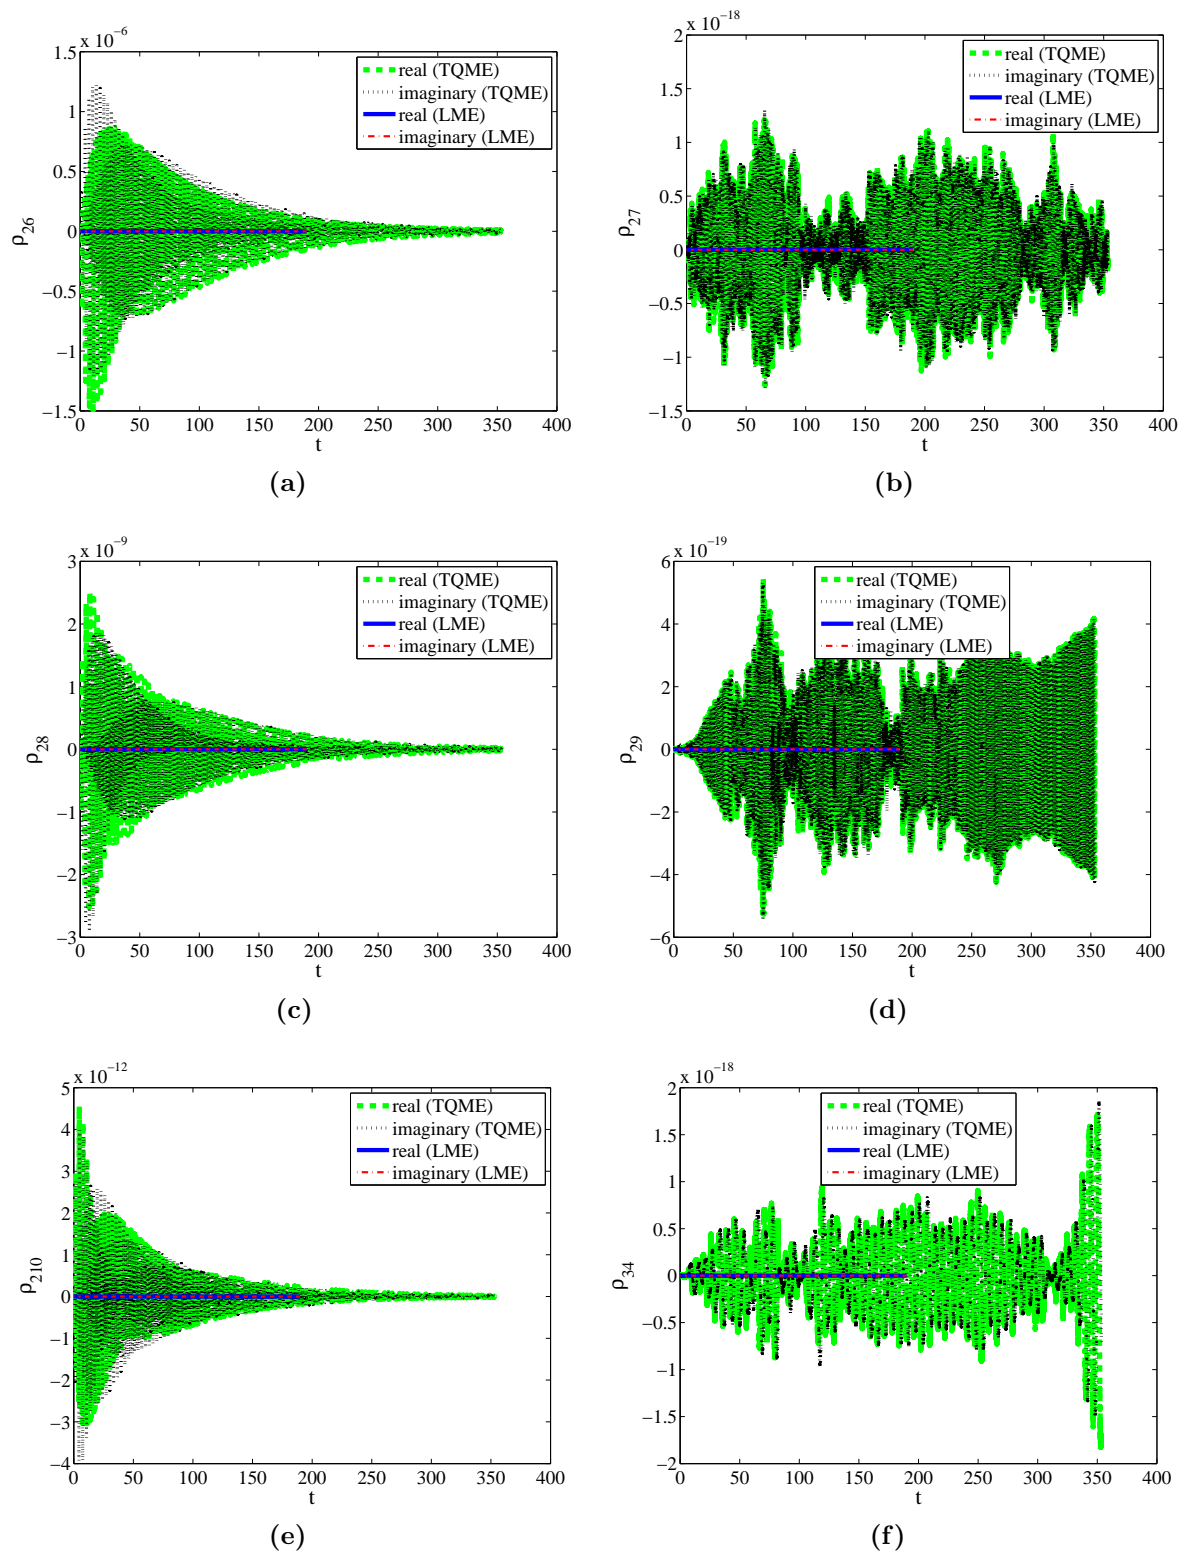 x 10^−6
1.5
1
0.5
0
−0.5
−1
−1.5
ρ26
0 50 100 150 200 250 300 350 400
t
real (TQME)
imaginary (TQME)
real (LME)
imaginary (LME)
(a)
x 10^−18
2
1.5
1
0.5
0
−0.5
−1
−1.5
ρ27
0 50 100 150 200 250 300 350 400
t
real (TQME)
imaginary (TQME)
real (LME)
imaginary (LME)
(b)
x 10^−9
3
2
1
0
−1
−2
−3
ρ28
0 50 100 150 200 250 300 350 400
t
real (TQME)
imaginary (TQME)
real (LME)
imaginary (LME)
(c)
x 10^−19
6
4
2
0
−2
−4
−6
ρ29
0 50 100 150 200 250 300 350 400
t
real (TQME)
imaginary (TQME)
real (LME)
imaginary (LME)
(d)
x 10^−12
5
4
3
2
1
0
−1
−2
−3
−4
ρ210
0 50 100 150 200 250 300 350 400
t
real (TQME)
imaginary (TQME)
real (LME)
imaginary (LME)
(e)
x 10^−18
2
1.5
1
0.5
0
−0.5
−1
−1.5
−2
ρ34
0 50 100 150 200 250 300 350 400
t
real (TQME)
imaginary (TQME)
real (LME)
imaginary (LME)
(f)